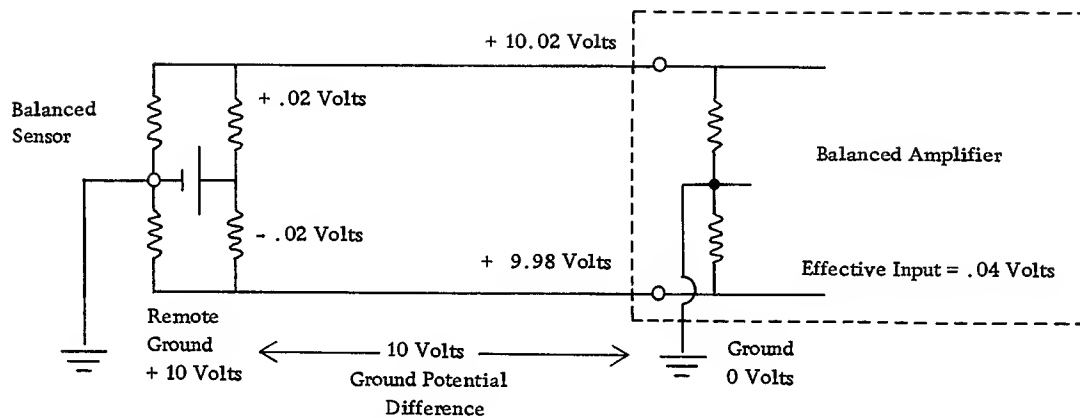 + 10.02 Volts
Balanced
Sensor
+ .02 Volts
Balanced Amplifier
- .02 Volts
+ 9.98 Volts
Effective Input = .04 Volts
Remote
Ground
+ 10 Volts
10 Volts
Ground Potential
Difference
Ground
0 Volts